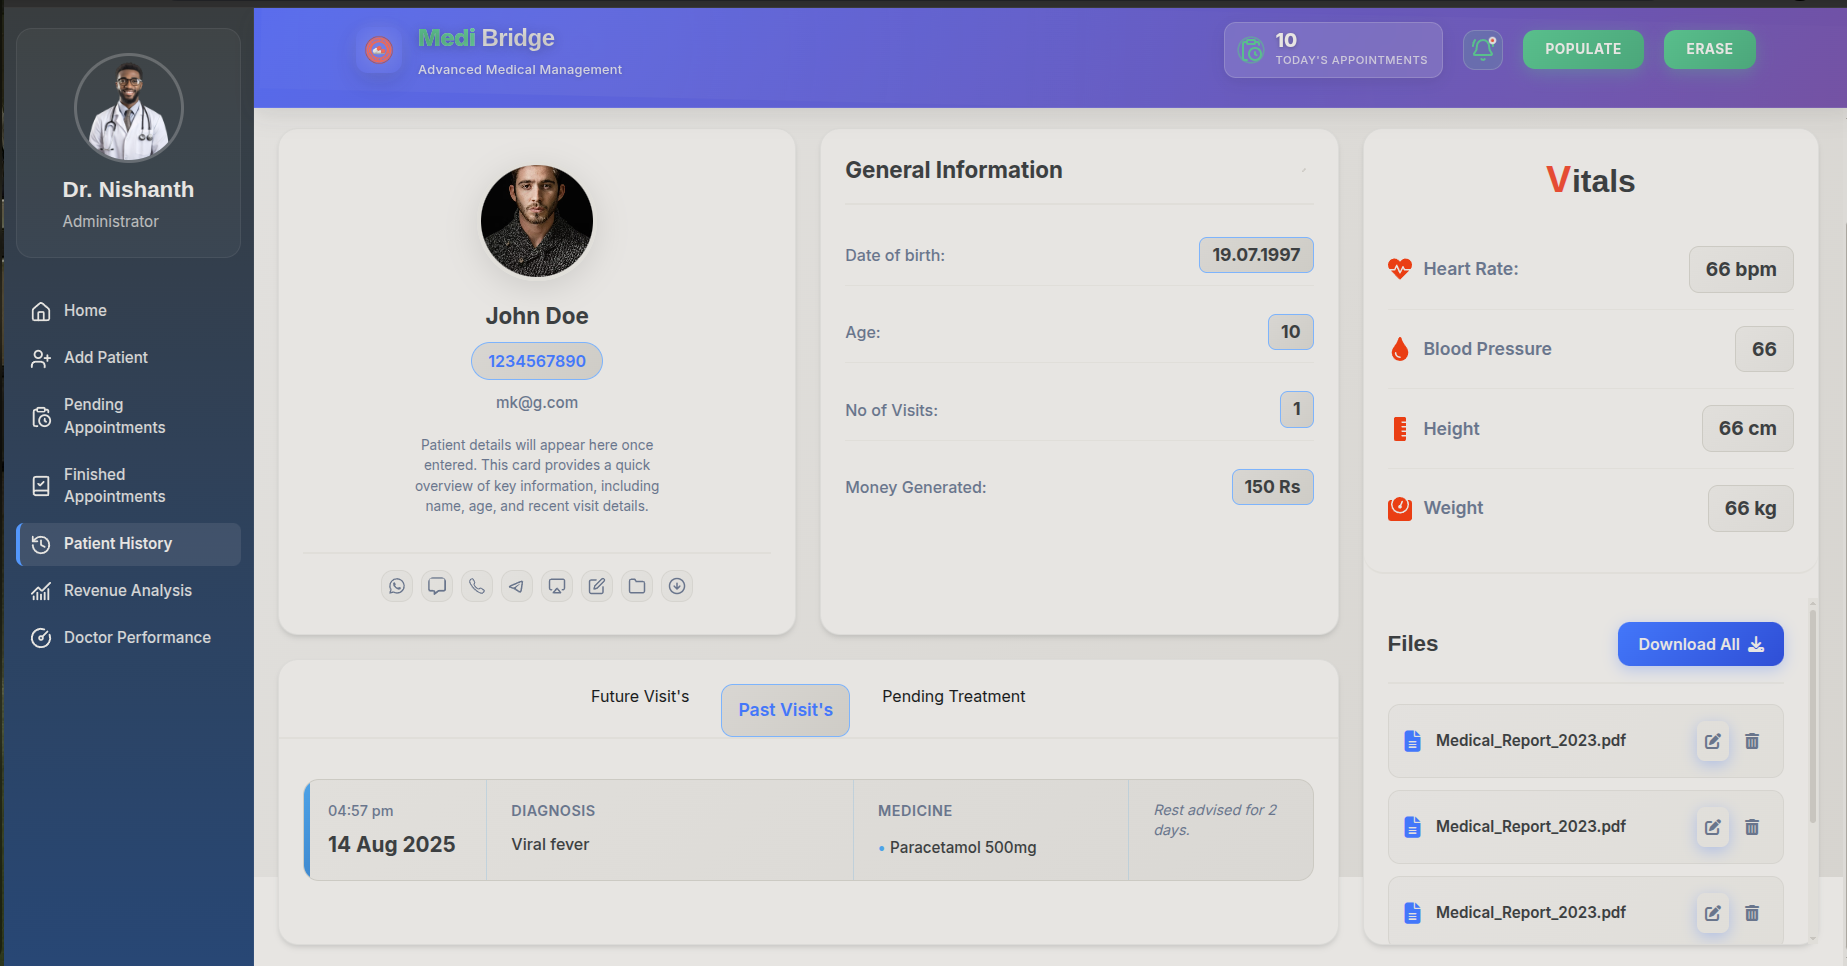 Dr. Nishanth
Administrator
Home
Add Patient
Pending
Appointments
Finished
Appointments
Patient History
Revenue Analysis
Doctor Performance
Medi Bridge
Advanced Medical Management
10
TODAY'S APPOINTMENTS
POPULATE
ERASE
John Doe
1234567890
mk@g.com
Patient details will appear here once
entered. This card provides a quick
overview of key information, including
name, age, and recent visit details.
General Information
Date of birth: 19.07.1997
Age: 10
No of Visits: 1
Money Generated: 150 Rs
Vitals
Heart Rate: 66 bpm
Blood Pressure 66
Height 66 cm
Weight 66 kg
Future Visit's Past Visit's Pending Treatment
04:57 pm
14 Aug 2025
DIAGNOSIS
Viral fever
MEDICINE
• Paracetamol 500mg
Rest advised for 2
days.
Files
Download All
Medical_Report_2023.pdf
Medical_Report_2023.pdf
Medical_Report_2023.pdf